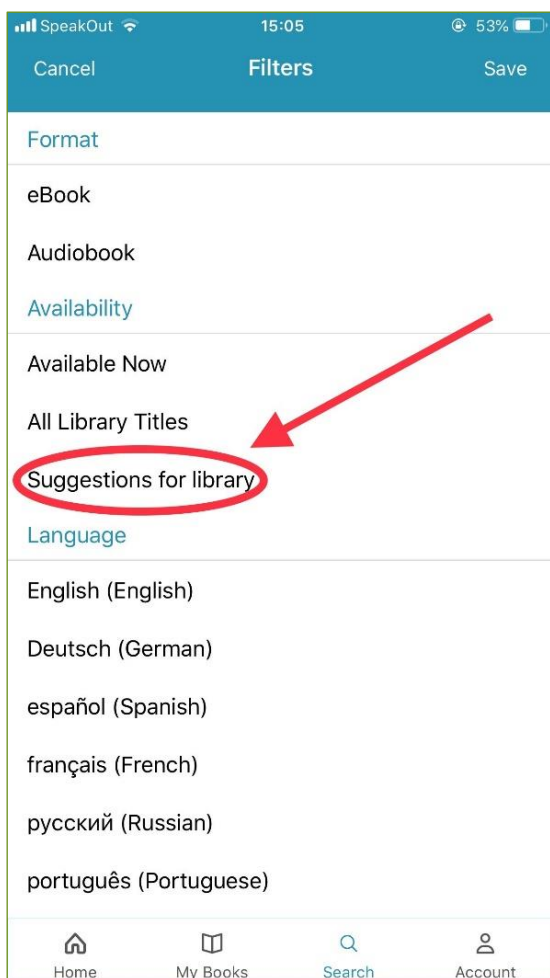 SpeakOut 15:05 53%
Cancel Filters Save
Format
eBook
Audiobook
Availability
Available Now
All Library Titles
Suggestions for library
Language
English (English)
Deutsch (German)
español (Spanish)
français (French)
русский (Russian)
português (Portuguese)
Home My Books Search Account